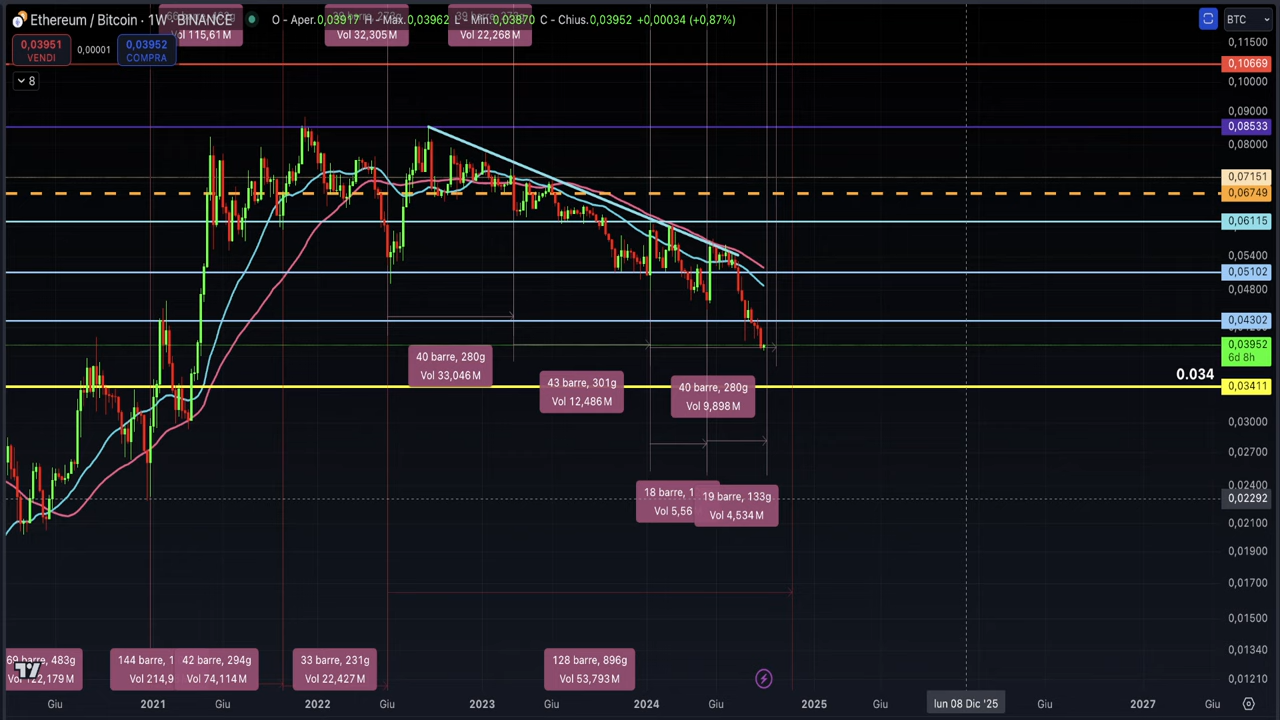 Ethereum / Bitcoin · 1W · BINANCE
O - Aper.0,03917 H - Max.0,03962 L - Min.0,03870 C - Chius.0,03952 +0,00034 (+0,87%)
BTC
Vol 115,61 M
Vol 32,305 M
Vol 22,268 M
0,03951
VENDI
0,00001
0,03952
COMPRA
8
0,11500
0,10669
0,10000
0,09000
0,08533
0,08000
0,07151
0,06749
0,06115
0,05400
0,05102
0,04800
0,04302
0,03952
6d 8h
0.034
0,03411
0,03000
0,02700
0,02400
0,02292
0,02100
0,01900
0,01700
0,01500
0,01340
0,01210
40 barre, 280g
Vol 33,046 M
43 barre, 301g
Vol 12,486 M
40 barre, 280g
Vol 9,898 M
18 barre, 1
Vol 5,56
19 barre, 133g
Vol 4,534 M
69 barre, 483g
Vol 122,179 M
144 barre, 1
Vol 214,9
42 barre, 294g
Vol 74,114 M
33 barre, 231g
Vol 22,427 M
128 barre, 896g
Vol 53,793 M
Giu 2021 Giu 2022 Giu 2023 Giu 2024 Giu 2025 Giu lun 08 Dic '25 Giu 2027 Giu